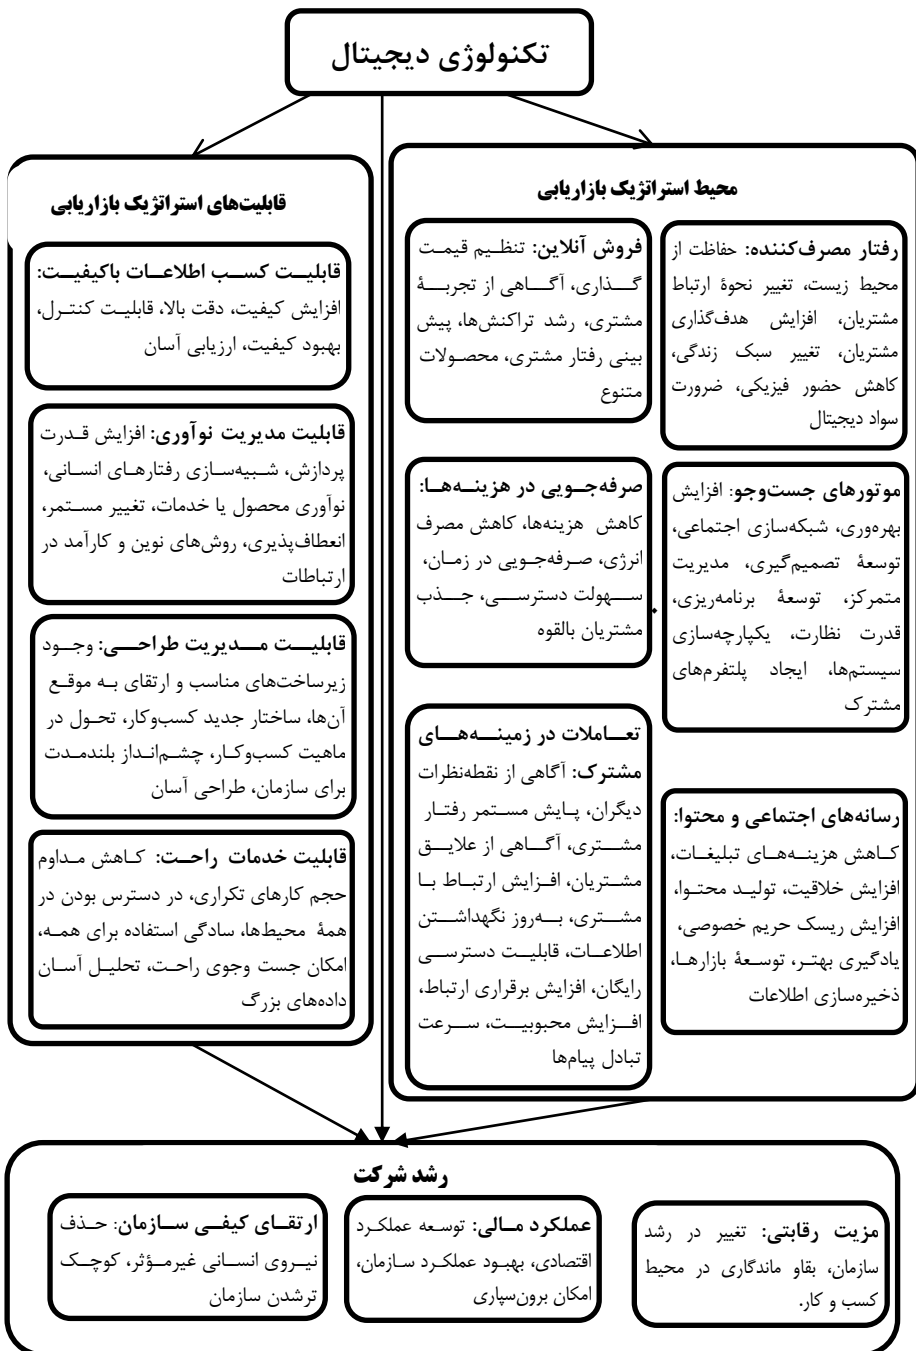 تکنولوژی دیجیتال
محیط استراتژیک بازاریابی
رفتار مصرف‌کننده: حفاظت از
محیط زیست، تغییر نحوهٔ ارتباط
مشتریان، افزایش هدف‌گذاری
مشتریان، تغییر سبک زندگی،
کاهش حضور فیزیکی، ضرورت
سواد دیجیتال
فروش آنلاین: تنظیم قیمت
گذاری، آگاهی از تجربهٔ
مشتری، رشد تراکنش‌ها، پیش
بینی رفتار مشتری، محصولات
متنوع
موتورهای جست‌وجو: افزایش
بهره‌وری، شبکه‌سازی اجتماعی،
توسعهٔ تصمیم‌گیری، مدیریت
متمرکز، توسعهٔ برنامه‌ریزی،
قدرت نظارت، یکپارچه‌سازی
سیستم‌ها، ایجاد پلتفرم‌های
مشترک
صرفه‌جویی در هزینه‌ها:
کاهش هزینه‌ها، کاهش مصرف
انرژی، صرفه‌جویی در زمان،
سهولت دسترسی، جذب
مشتریان بالقوه
رسانه‌های اجتماعی و محتوا:
کاهش هزینه‌های تبلیغات،
افزایش خلاقیت، تولید محتوا،
افزایش ریسک حریم خصوصی،
یادگیری بهتر، توسعهٔ بازارها،
ذخیره‌سازی اطلاعات
تعاملات در زمینه‌های
مشترک: آگاهی از نقطه‌نظرات
دیگران، پایش مستمر رفتار
مشتری، آگاهی از علایق
مشتریان، افزایش ارتباط با
مشتری، به‌روز نگهداشتن
اطلاعات، قابلیت دسترسی
رایگان، افزایش برقراری ارتباط،
افزایش محبوبیت، سرعت
تبادل پیام‌ها
قابلیت‌های استراتژیک بازاریابی
قابلیت کسب اطلاعات باکیفیت:
افزایش کیفیت، دقت بالا، قابلیت کنترل،
بهبود کیفیت، ارزیابی آسان
قابلیت مدیریت نوآوری: افزایش قدرت
پردازش، شبیه‌سازی رفتارهای انسانی،
نوآوری محصول یا خدمات، تغییر مستمر،
انعطاف‌پذیری، روش‌های نوین و کارآمد در
ارتباطات
قابلیت مدیریت طراحی: وجود
زیرساخت‌های مناسب و ارتقای به موقع
آن‌ها، ساختار جدید کسب‌وکار، تحول در
ماهیت کسب‌وکار، چشم‌انداز بلندمدت
برای سازمان، طراحی آسان
قابلیت خدمات راحت: کاهش مداوم
حجم کارهای تکراری، در دسترس بودن در
همهٔ محیط‌ها، سادگی استفاده برای همه،
امکان جست وجوی راحت، تحلیل آسان
داده‌های بزرگ
رشد شرکت
مزیت رقابتی: تغییر در رشد
سازمان، بقاو ماندگاری در محیط
کسب و کار.
عملکرد مالی: توسعه عملکرد
اقتصادی، بهبود عملکرد سازمان،
امکان برون‌سپاری
ارتقای کیفی سازمان: حذف
نیروی انسانی غیرمؤثر، کوچک
ترشدن سازمان